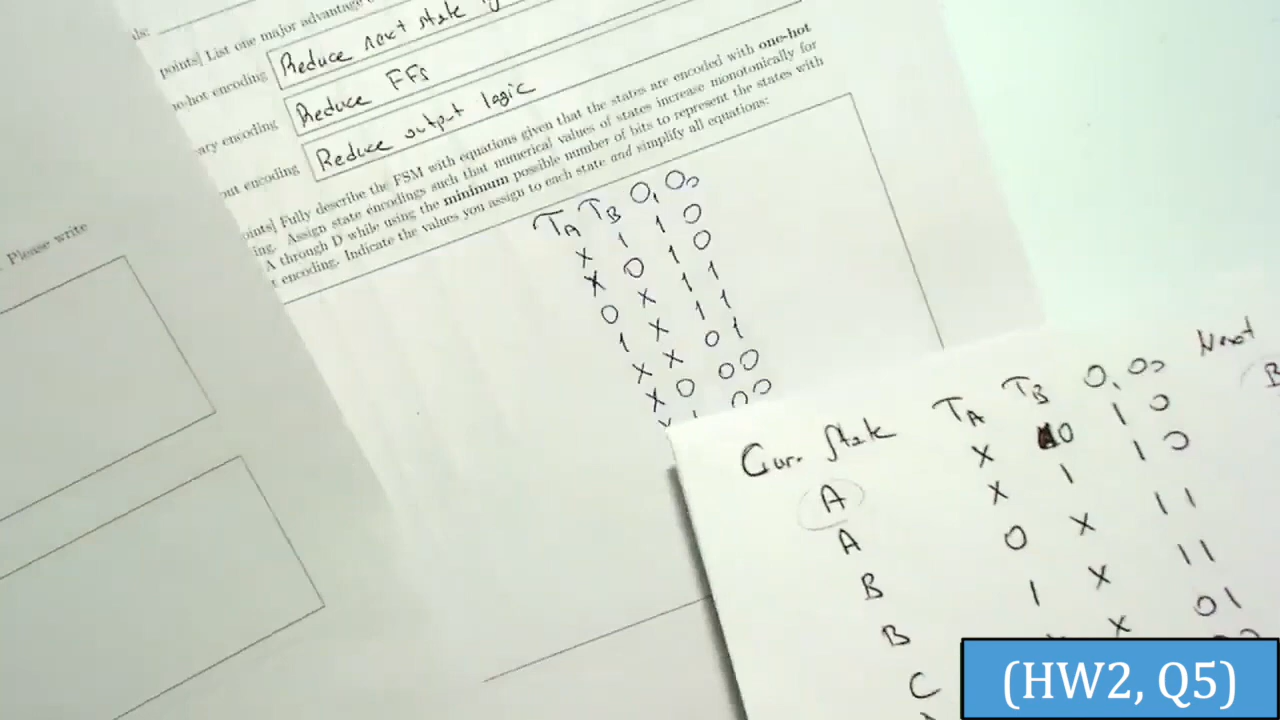 points] List one major advantage
Reduce next state
encoding
Reduce FFs
encoding
Reduce output logic
encoding
points] Fully describe the FSM with equations given that the states are encoded with one-hot
ing. Assign state encodings such that numerical values of states increase monotonically for
A through D while using the minimum possible number of bits to represent the states with
t encoding. Indicate the values you assign to each state and simplify all equations:
Please write
TA TB O1 O0
X 1 1 0
X 0 1 0
0 X 1 1
1 X 1 1
X X 0 1
X 0 0 0
Cur. State TA TB O1 O0 Next
A X 0 1 0 B
A X 1 1 0
B 0 X 1 1
B 1 X 1 1
C X 0 1
(HW2, Q5)